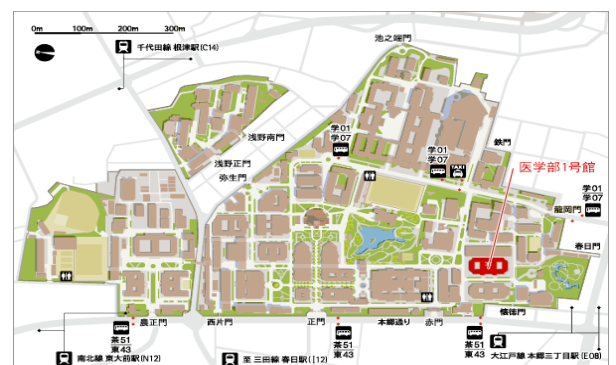 0m 100m 200m 300m
千代田線 根津駅(C14)
池之端門
浅野南門
学01
学07
鉄門
浅野正門
弥生門
学01
学07
TAXI
医学部1号館
学01
学07
龍岡門
春日門
農正門
西片門
正門
本郷通り
赤門
懐徳門
茶51
東43
茶51
東43
茶51
東43
南北線 東大前駅(N12)
至 三田線 春日駅(I12)
大江戸線 本郷三丁目駅(E08)